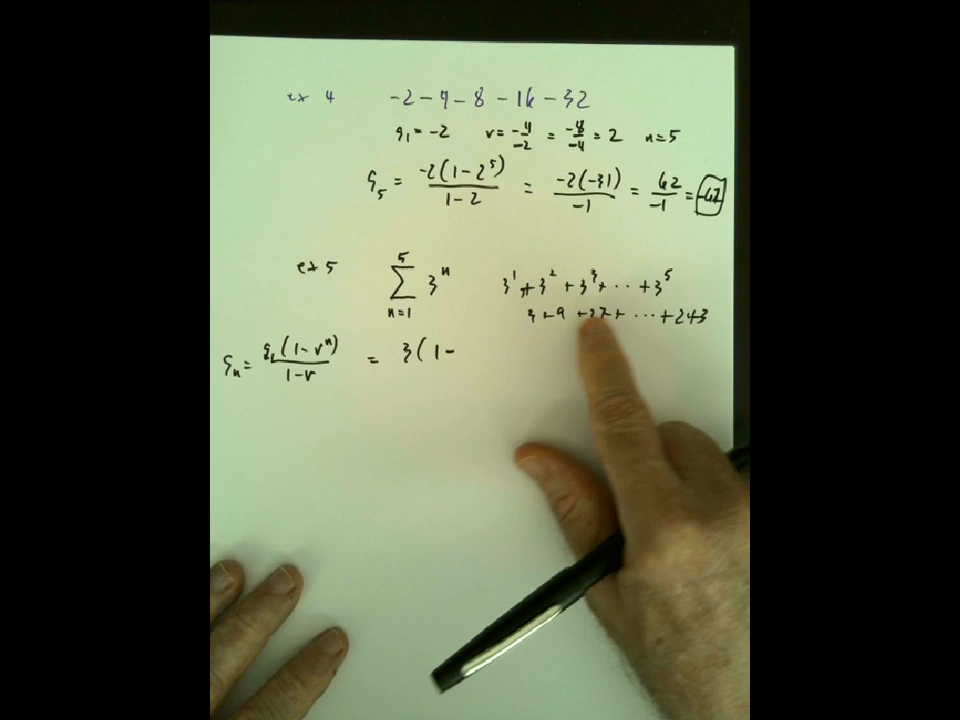 ex 4 -2 - 4 - 8 - 16 - 32
a₁ = -2 r = -4/-2 = -8/-4 = 2 n = 5
S₅ = -2(1 - 2⁵)/1 - 2 = -2(-31)/-1 = 62/-1 = -62
ex 5 5 ∑ n=1 3ⁿ 3¹ + 3² + 3³ + ... + 3⁵
3 + 9 + 27 + ... + 243
Sₙ = a₁(1 - rⁿ)/1 - r = 3(1 -